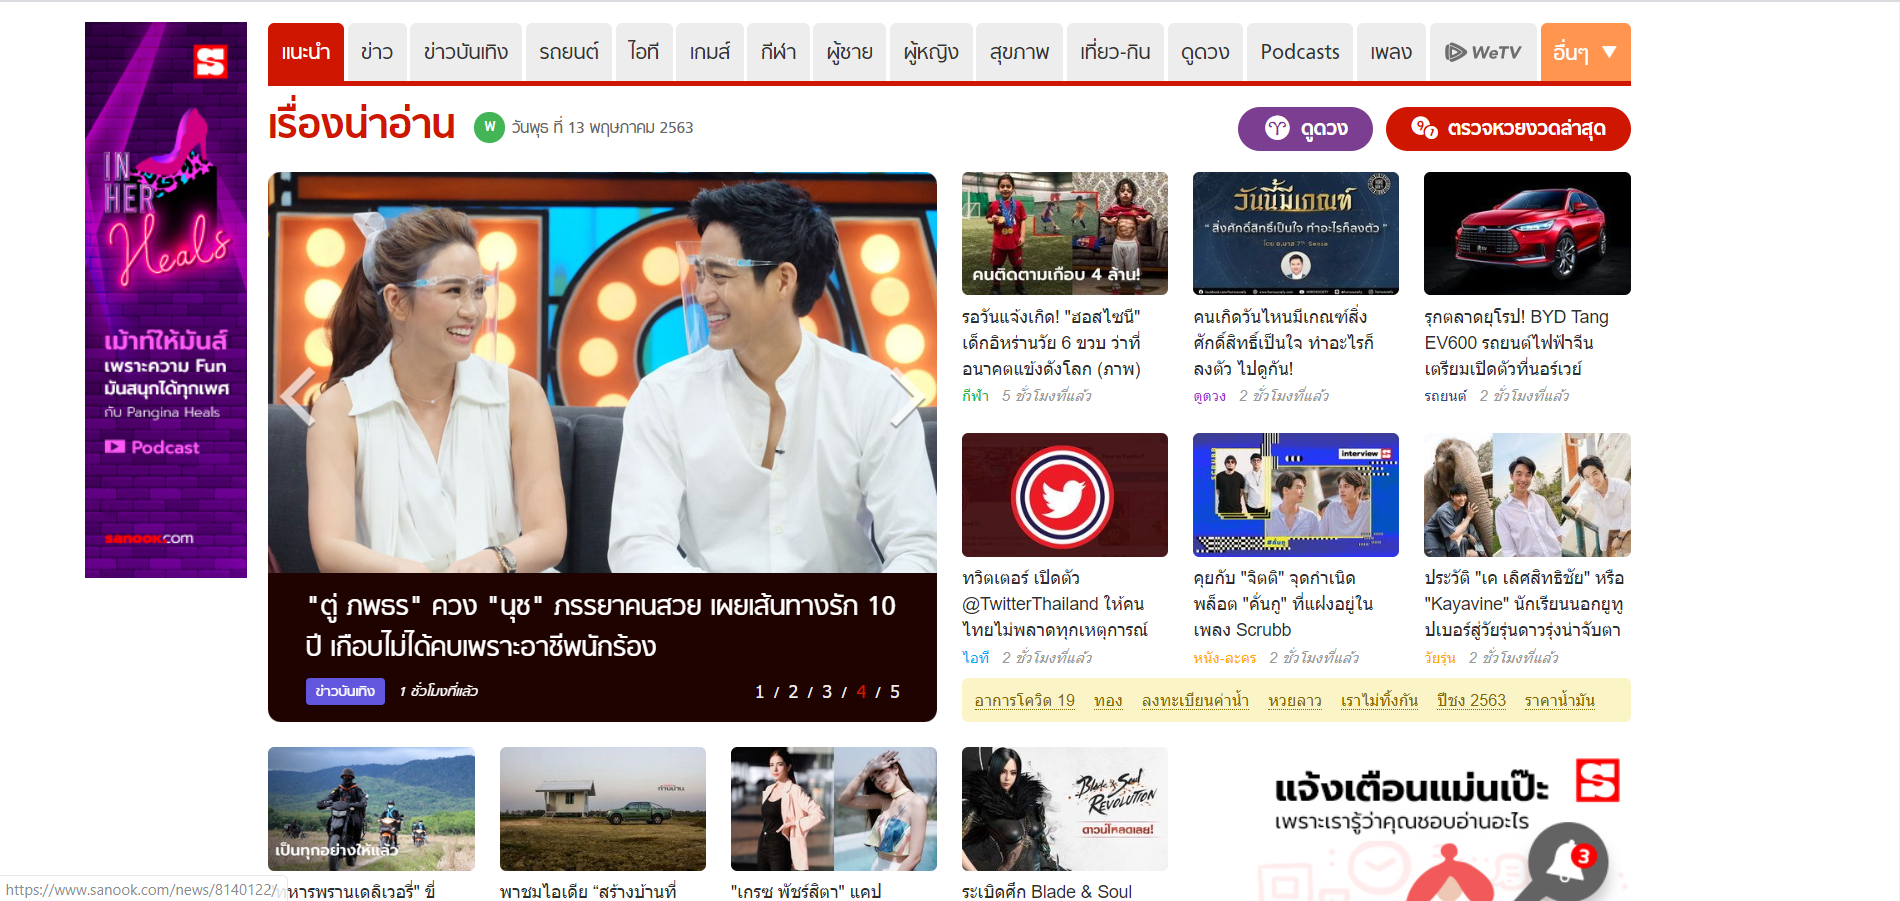 แนะนำ
ข่าว
ข่าวบันเทิง
รถยนต์
ไอที
เกมส์
กีฬา
ผู้ชาย
ผู้หญิง
สุขภาพ
เที่ยว-กิน
ดูดวง
Podcasts
เพลง
WeTV
อื่นๆ
เรื่องน่าอ่าน
W วันพุธ ที่ 13 พฤษภาคม 2563
ดูดวง
ตรวจหวยงวดล่าสุด
S
IN
HER
Heals
เม้าท์ให้มันส์
เพราะความ Fun
มันสนุกได้ทุกเพศ
กับ Pangina Heals
Podcast
sanook.com
"ตู่ ภพธร" ควง "นุช" ภรรยาคนสวย เผยเส้นทางรัก 10
ปี เกือบไม่ได้คบเพราะอาชีพนักร้อง
ข่าวบันเทิง 1 ชั่วโมงที่แล้ว
1 / 2 / 3 / 4 / 5
คนติดตามเกือบ 4 ล้าน!
รอวันแจ้งเกิด! "ฮอสไซนี"
เด็กอิหร่านวัย 6 ขวบ ว่าที่
อนาคตแข้งดังโลก (ภาพ)
กีฬา 5 ชั่วโมงที่แล้ว
วันนี้มีเกณฑ์
" สิ่งศักดิ์สิทธิ์เป็นใจ ทำอะไรก็ลงตัว "
คนเกิดวันไหนมีเกณฑ์สิ่ง
ศักดิ์สิทธิ์เป็นใจ ทำอะไรก็
ลงตัว ไปดูกัน!
ดูดวง 2 ชั่วโมงที่แล้ว
รุกตลาดยุโรป! BYD Tang
EV600 รถยนต์ไฟฟ้าจีน
เตรียมเปิดตัวที่นอร์เวย์
รถยนต์ 2 ชั่วโมงที่แล้ว
ทวิตเตอร์ เปิดตัว
@TwitterThailand ให้คน
ไทยไม่พลาดทุกเหตุการณ์
ไอที 2 ชั่วโมงที่แล้ว
SCRUBB
interview S
#คั่นกู
คุยกับ "จิตติ" จุดกำเนิด
พล็อต "คั่นกู" ที่แฝงอยู่ใน
เพลง Scrubb
หนัง-ละคร 2 ชั่วโมงที่แล้ว
ประวัติ "เค เลิศสิทธิชัย" หรือ
"Kayavine" นักเรียนนอกยูทู
ปเบอร์สู่วัยรุ่นดาวรุ่งน่าจับตา
วัยรุ่น 2 ชั่วโมงที่แล้ว
อาการโควิด 19 ทอง ลงทะเบียนค่าน้ำ หวยลาว เราไม่ทิ้งกัน ปีชง 2563 ราคาน้ำมัน
เป็นทุกอย่างให้แล้ว
ทหารพรานเดลิเวอรี่" ขี่
ท้านบ้าน
พาชมไอเดีย “สร้างบ้านที่
"เกรซ พัชร์สิตา" แคป
Blade & Soul
REVOLUTION
ดาวน์โหลดเลย!
ระเบิดศึก Blade & Soul
แจ้งเตือนแม่นเป๊ะ
เพราะเรารู้ว่าคุณชอบอ่านอะไร
S
3
https://www.sanook.com/news/8140122/